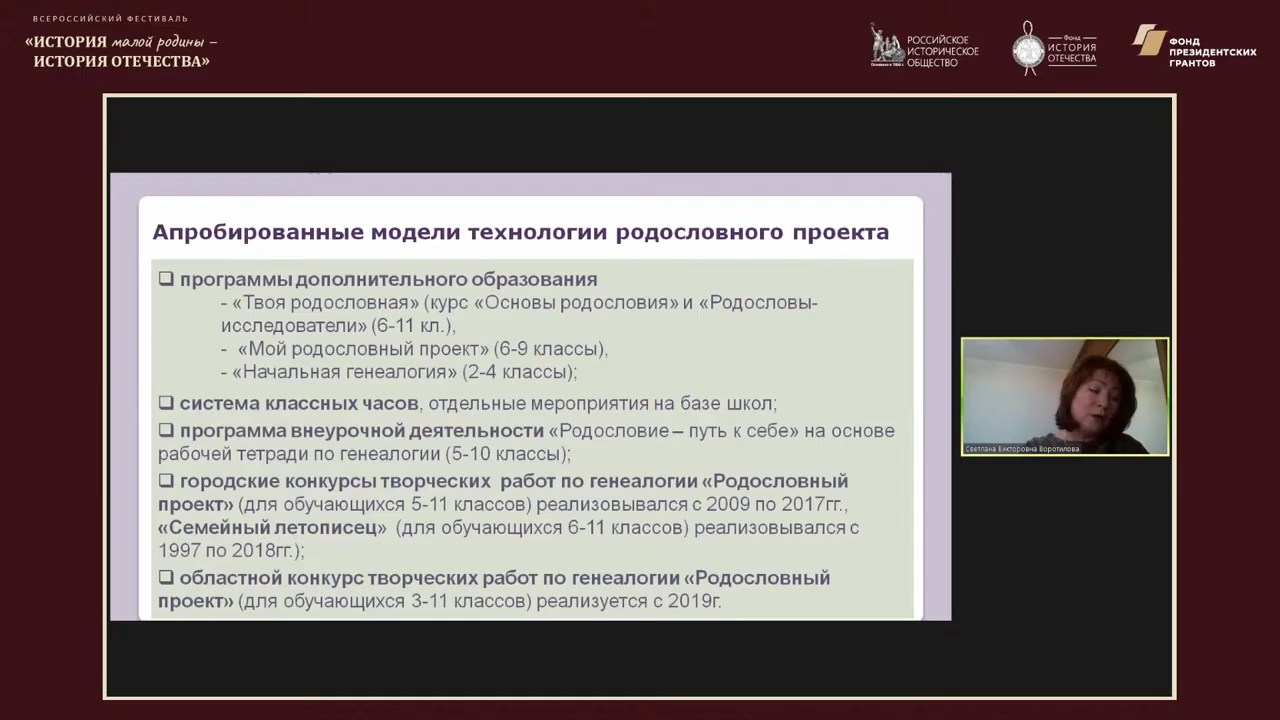 ВСЕРОССИЙСКИЙ ФЕСТИВАЛЬ
«ИСТОРИЯ малой родины –
ИСТОРИЯ ОТЕЧЕСТВА»
РОССИЙСКОЕ
ИСТОРИЧЕСКОЕ
ОБЩЕСТВО
Основано в 1866 г.
Фонд
ИСТОРИЯ
ОТЕЧЕСТВА
ФОНД
ПРЕЗИДЕНТСКИХ
ГРАНТОВ
Апробированные модели технологии родословного проекта
❑ программы дополнительного образования
- «Твоя родословная» (курс «Основы родословия» и «Родословы-
исследователи» (6-11 кл.),
- «Мой родословный проект» (6-9 классы),
- «Начальная генеалогия» (2-4 классы);
❑ система классных часов, отдельные мероприятия на базе школ;
❑ программа внеурочной деятельности «Родословие – путь к себе» на основе
рабочей тетради по генеалогии (5-10 классы);
❑ городские конкурсы творческих работ по генеалогии «Родословный
проект» (для обучающихся 5-11 классов) реализовывался с 2009 по 2017гг.,
«Семейный летописец» (для обучающихся 6-11 классов) реализовывался с
1997 по 2018гг.);
❑ областной конкурс творческих работ по генеалогии «Родословный
проект» (для обучающихся 3-11 классов) реализуется с 2019г.
Светлана Викторовна Воротилова